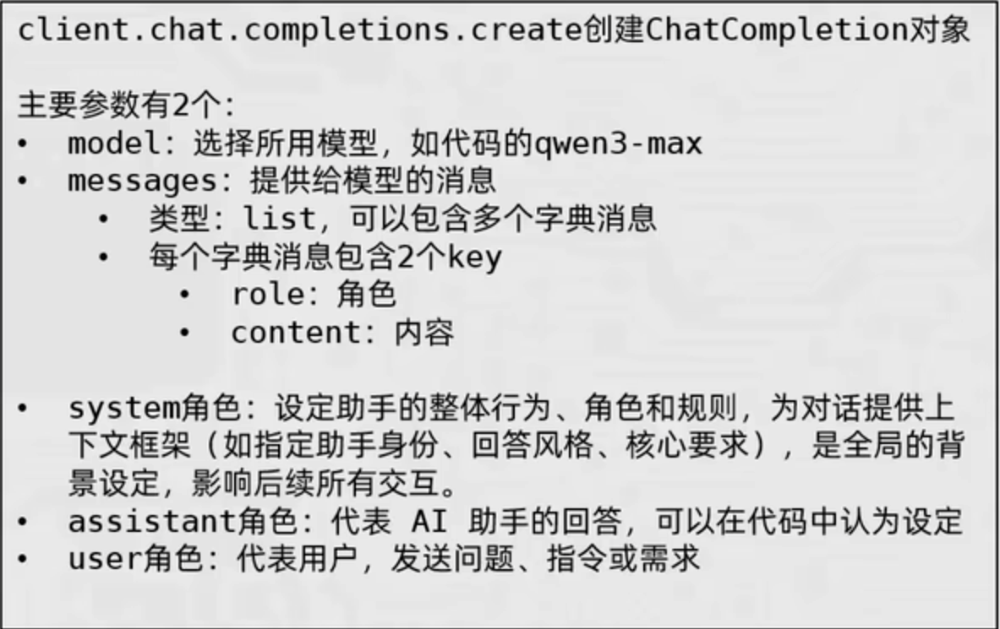 client.chat.completions.create创建ChatCompletion对象
主要参数有2个：
• model：选择所用模型，如代码的qwen3-max
• messages：提供给模型的消息
• 类型：list，可以包含多个字典消息
• 每个字典消息包含2个key
• role：角色
• content：内容
• system角色：设定助手的整体行为、角色和规则，为对话提供上
下文框架（如指定助手身份、回答风格、核心要求），是全局的背
景设定，影响后续所有交互。
• assistant角色：代表 AI 助手的回答，可以在代码中认为设定
• user角色：代表用户，发送问题、指令或需求